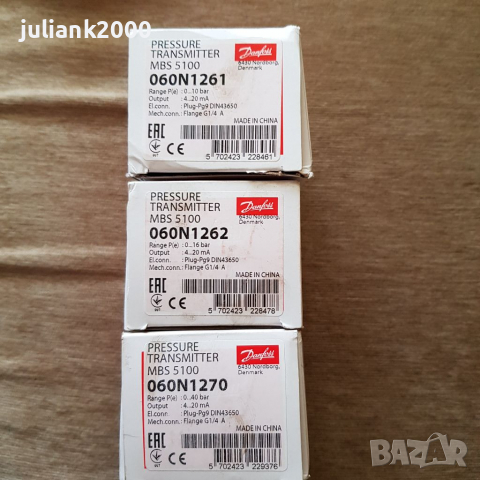 juliank2000
PRESSURE
TRANSMITTER
MBS 5100
060N1261
Range P(e) : 0...10 bar
Output : 4...20 mA
El.conn. : Plug-Pg9 DIN43650
Mech.conn.: Flange G1/4 A
Danfoss
6430 Nordborg,
Denmark
MADE IN CHINA
EAC
CE
5 702423 228461
PRESSURE
TRANSMITTER
MBS 5100
060N1262
Range P(e) : 0...16 bar
Output : 4...20 mA
El.conn. : Plug-Pg9 DIN43650
Mech.conn.: Flange G1/4 A
Danfoss
6430 Nordborg,
Denmark
MADE IN CHINA
EAC
CE
5 702423 228478
PRESSURE
TRANSMITTER
MBS 5100
060N1270
Range P(e) : 0...40 bar
Output : 4...20 mA
El.conn. : Plug-Pg9 DIN43650
Mech.conn.: Flange G1/4 A
Danfoss
6430 Nordborg,
Denmark
MADE IN CHINA
EAC
CE
5 702423 229376
BAZAR